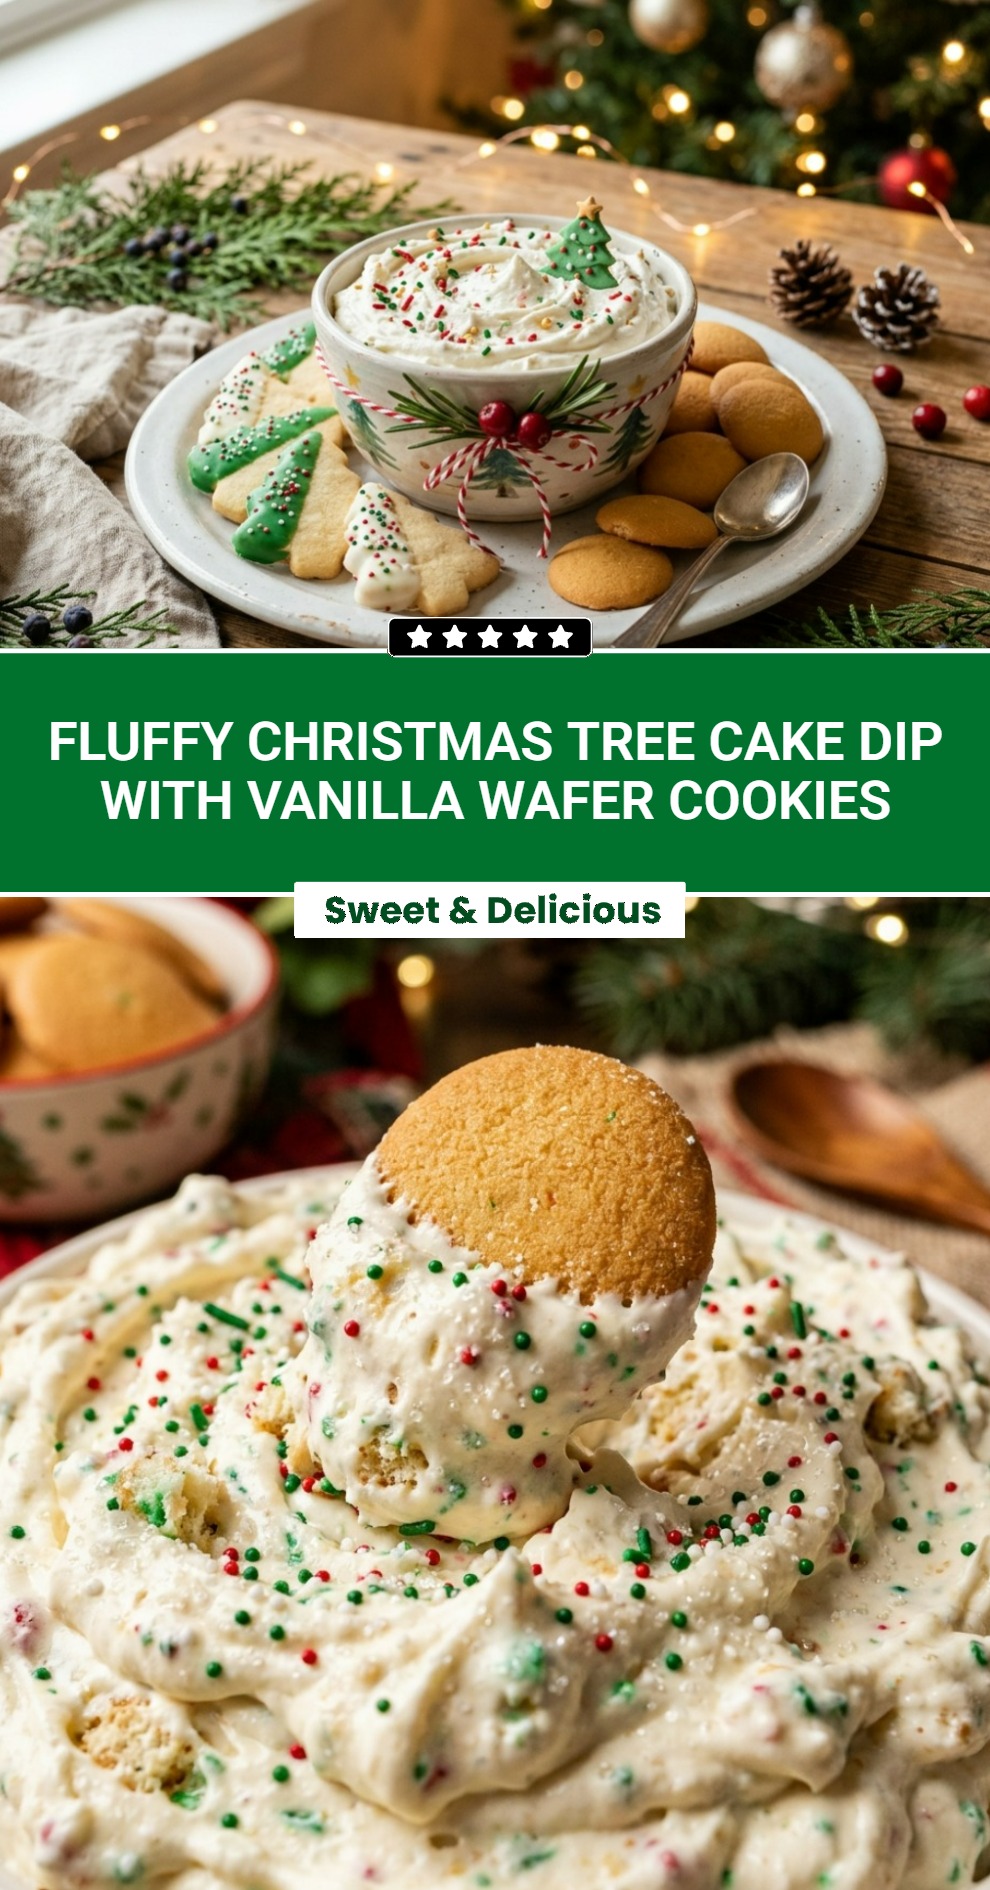 FLUFFY CHRISTMAS TREE CAKE DIP
WITH VANILLA WAFER COOKIES
Sweet & Delicious